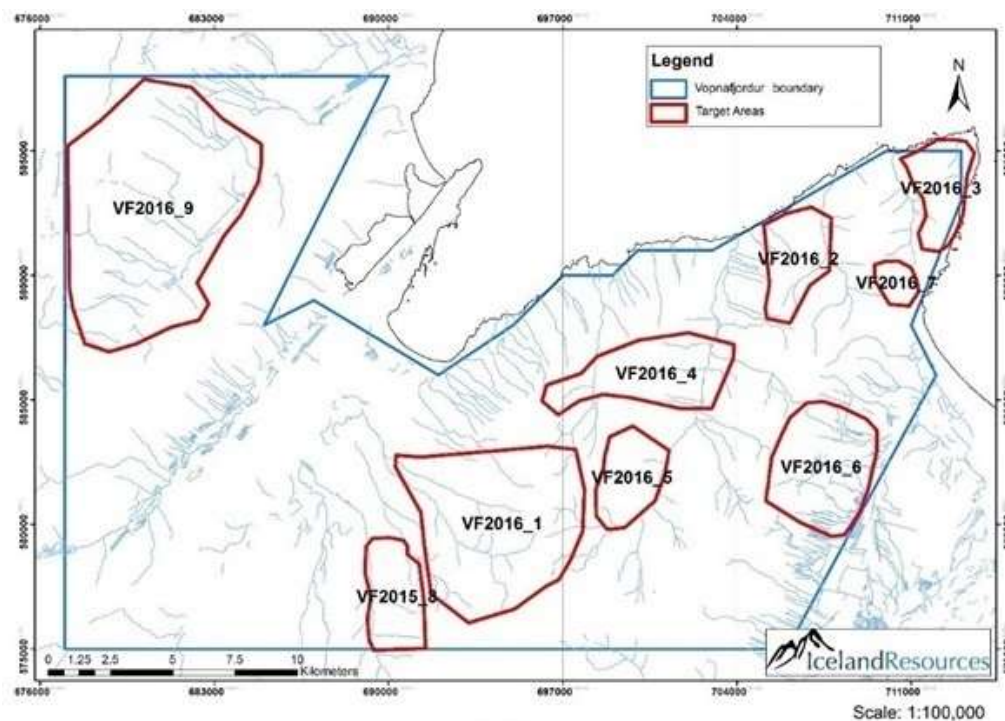 676000 683000 690000 697000 704000 711000
Legend
Vopnafjordur boundary
Target Areas
N
595000
VF2016_9
VF2016_3
VF2016_2
590000
VF2016_7
VF2016_4
585000
VF2016_5
VF2016_6
VF2016_1
580000
VF2015_8
575000
0 1.25 2.5 5 7.5 10
Kilometers
IcelandResources
676000 683000 690000 697000 704000 711000
Scale: 1:100,000